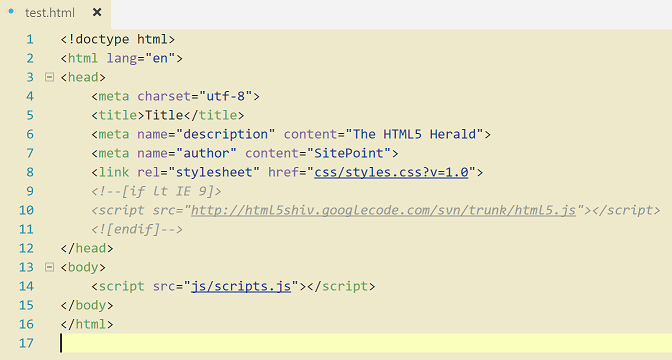 test.html
1 <!doctype html>
2 <html lang="en">
3 <head>
4 <meta charset="utf-8">
5 <title>Title</title>
6 <meta name="description" content="The HTML5 Herald">
7 <meta name="author" content="SitePoint">
8 <link rel="stylesheet" href="css/styles.css?v=1.0">
9 <!--[if lt IE 9]>
10 <script src="http://html5shiv.googlecode.com/svn/trunk/html5.js"></script>
11 <![endif]-->
12 </head>
13 <body>
14 <script src="js/scripts.js"></script>
15 </body>
16 </html>
17